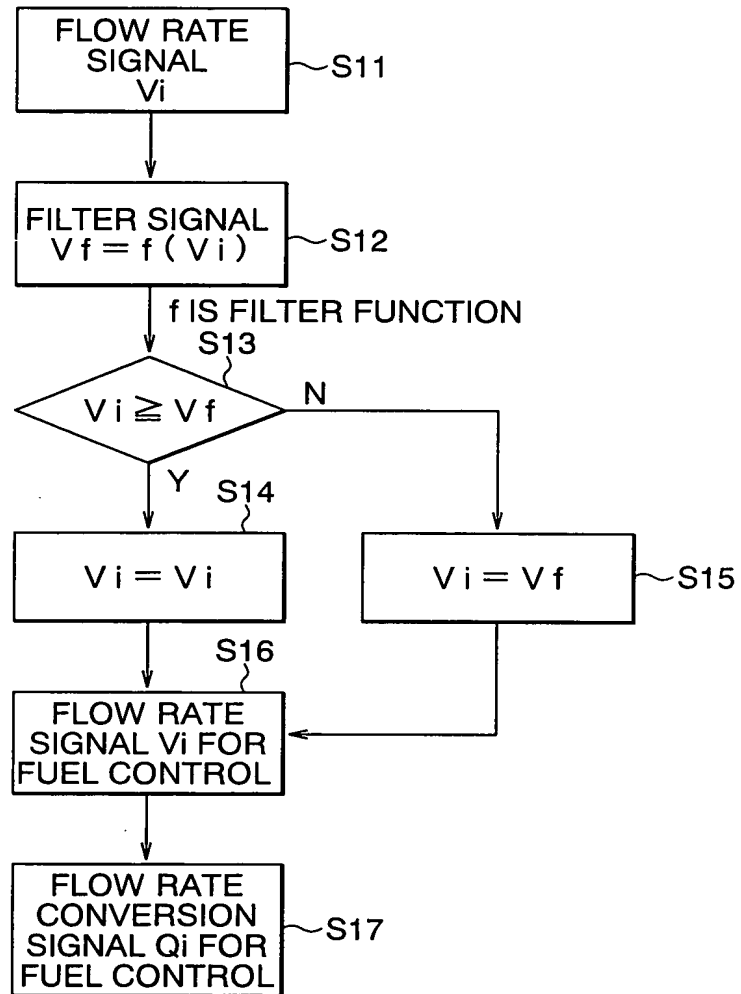 FLOW RATE
SIGNAL
Vi
S11
FILTER SIGNAL
Vf = f ( Vi )
S12
f IS FILTER FUNCTION
S13
Vi ≧ Vf
N
Y
S14
Vi = Vi
Vi = Vf
S15
S16
FLOW RATE
SIGNAL Vi FOR
FUEL CONTROL
FLOW RATE
CONVERSION
SIGNAL Qi FOR
FUEL CONTROL
S17